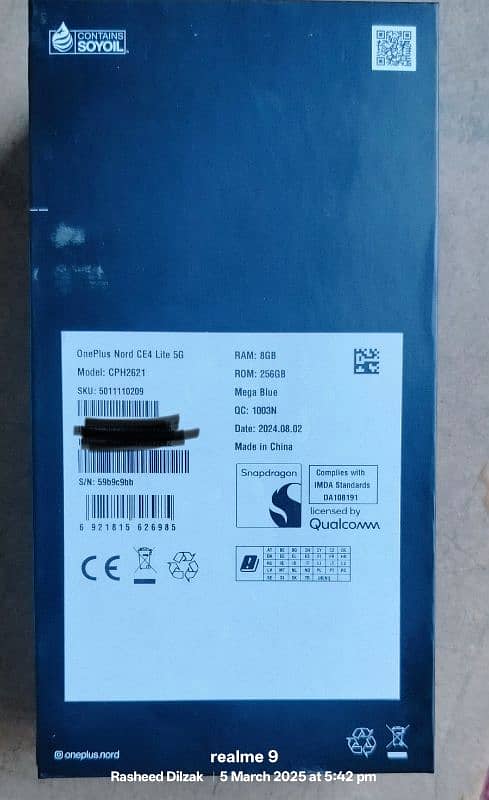 CONTAINS
SOYOIL
OnePlus Nord CE4 Lite 5G
Model: CPH2621
SKU: 5011110209
S/N: 59b9c9bb
6 921815 626985
RAM: 8GB
ROM: 256GB
Mega Blue
QC: 1003N
Date: 2024.08.02
Made in China
Snapdragon
Complies with
IMDA Standards
DA108191
licensed by
Qualcomm
CE
oneplus.nord
realme 9
Rasheed Dilzak | 5 March 2025 at 5:42 pm